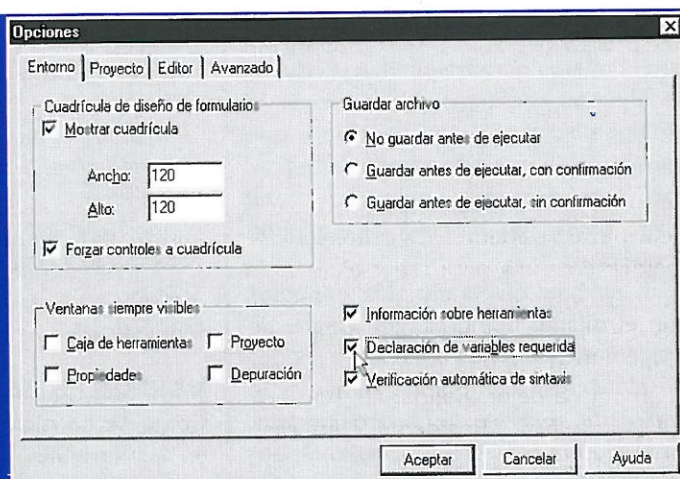 Opciones
Entorno Proyecto Editor Avanzado
Cuadrícula de diseño de formularios
Mostrar cuadrícula
Ancho: 120
Alto: 120
Forzar controles a cuadrícula
Guardar archivo
No guardar antes de ejecutar
Guardar antes de ejecutar, con confirmación
Guardar antes de ejecutar, sin confirmación
Ventanas siempre visibles
Caja de herramientas Proyecto
Propiedades Depuración
Información sobre herramientas
Declaración de variables requerida
Verificación automática de sintaxis
Aceptar Cancelar Ayuda